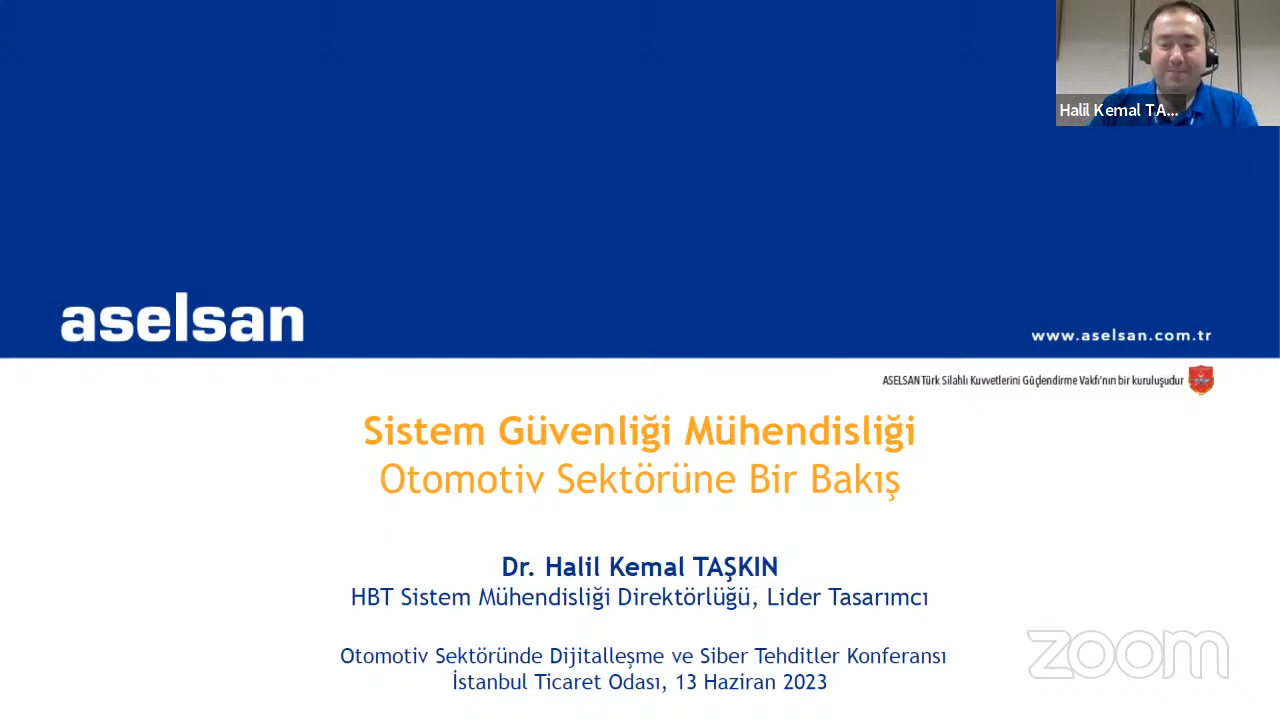 Halil Kemal TA...
aselsan
www.aselsan.com.tr
ASELSAN Türk Silahlı Kuvvetlerini Güçlendirme Vakfı'nın bir kuruluşudur
Sistem Güvenliği Mühendisliği
Otomotiv Sektörüne Bir Bakış
Dr. Halil Kemal TAŞKIN
HBT Sistem Mühendisliği Direktörlüğü, Lider Tasarımcı
Otomotiv Sektöründe Dijitalleşme ve Siber Tehditler Konferansı
İstanbul Ticaret Odası, 13 Haziran 2023
zoom